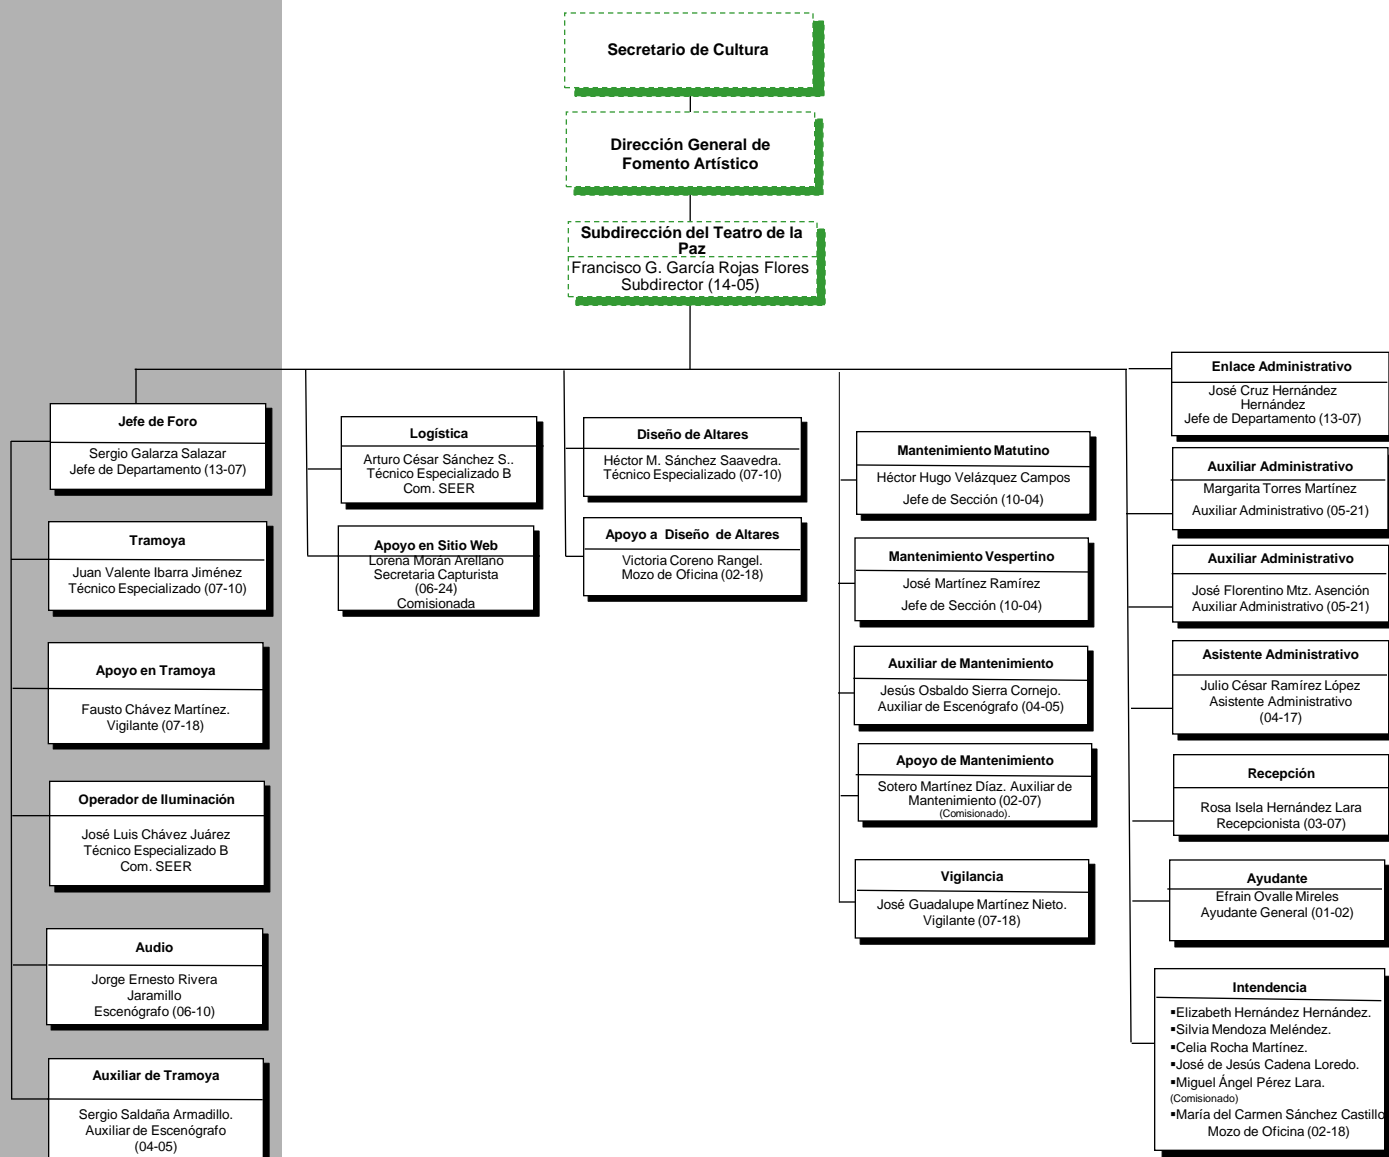 Secretario de Cultura
Dirección General de
Fomento Artístico
Subdirección del Teatro de la
Paz
Francisco G. García Rojas Flores
Subdirector (14-05)
Jefe de Foro
Sergio Galarza Salazar
Jefe de Departamento (13-07)
Tramoya
Juan Valente Ibarra Jiménez
Técnico Especializado (07-10)
Apoyo en Tramoya
Fausto Chávez Martínez.
Vigilante (07-18)
Operador de Iluminación
José Luis Chávez Juárez
Técnico Especializado B
Com. SEER
Audio
Jorge Ernesto Rivera
Jaramillo
Escenógrafo (06-10)
Auxiliar de Tramoya
Sergio Saldaña Armadillo.
Auxiliar de Escenógrafo
(04-05)
Logística
Arturo César Sánchez S..
Técnico Especializado B
Com. SEER
Apoyo en Sitio Web
Lorena Morán Arellano
Secretaria Capturista
(06-24)
Comisionada
Diseño de Altares
Héctor M. Sánchez Saavedra.
Técnico Especializado (07-10)
Apoyo a Diseño de Altares
Victoria Coreno Rangel.
Mozo de Oficina (02-18)
Mantenimiento Matutino
Héctor Hugo Velázquez Campos
Jefe de Sección (10-04)
Mantenimiento Vespertino
José Martínez Ramírez
Jefe de Sección (10-04)
Auxiliar de Mantenimiento
Jesús Osbaldo Sierra Cornejo.
Auxiliar de Escenógrafo (04-05)
Apoyo de Mantenimiento
Sotero Martínez Díaz. Auxiliar de
Mantenimiento (02-07)
(Comisionado).
Vigilancia
José Guadalupe Martínez Nieto.
Vigilante (07-18)
Enlace Administrativo
José Cruz Hernández
Hernández
Jefe de Departamento (13-07)
Auxiliar Administrativo
Margarita Torres Martínez
Auxiliar Administrativo (05-21)
Auxiliar Administrativo
José Florentino Mtz. Asención
Auxiliar Administrativo (05-21)
Asistente Administrativo
Julio César Ramírez López
Asistente Administrativo
(04-17)
Recepción
Rosa Isela Hernández Lara
Recepcionista (03-07)
Ayudante
Efrain Ovalle Mireles
Ayudante General (01-02)
Intendencia
▪Elizabeth Hernández Hernández.
▪Silvia Mendoza Meléndez.
▪Celia Rocha Martínez.
▪José de Jesús Cadena Loredo.
▪Miguel Ángel Pérez Lara.
(Comisionado)
▪María del Carmen Sánchez Castillo
Mozo de Oficina (02-18)